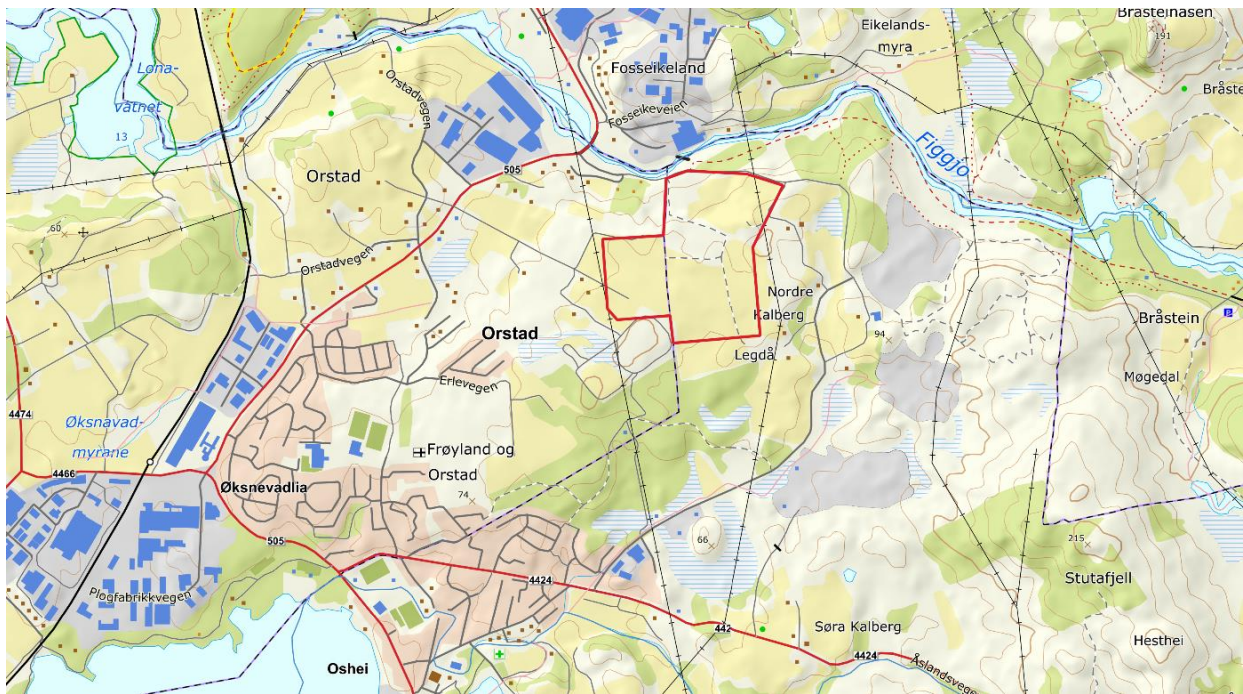 Bråsteinåsen
191
Eikelands-
myra
Lona-
vatnet
13
Orstadvegen
Fosseikeland
Fosseikeveien
Bråste
505
Figgjo
Orstad
60
Orstadvegen
Nordre
Kalberg
94
Bråstein
Orstad
Legdå
Møgedal
Erlevegen
4474
Øksnavad-
myrane
Frøyland og
Orstad
4466
Øksnevadlia
74
505
66
215
Stutafjell
4424
Plogfabrikkvegen
442
Søra Kalberg
Hesthei
4424
Åslandsvege
Oshei